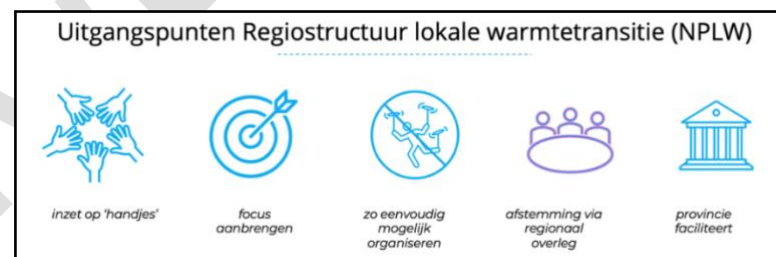 Uitgangspunten Regiostructuur lokale warmtetransitie (NPLW)
inzet op 'handjes'
focus
aanbrengen
zo eenvoudig
mogelijk
organiseren
afstemming via
regionaal
overleg
provincie
faciliteert